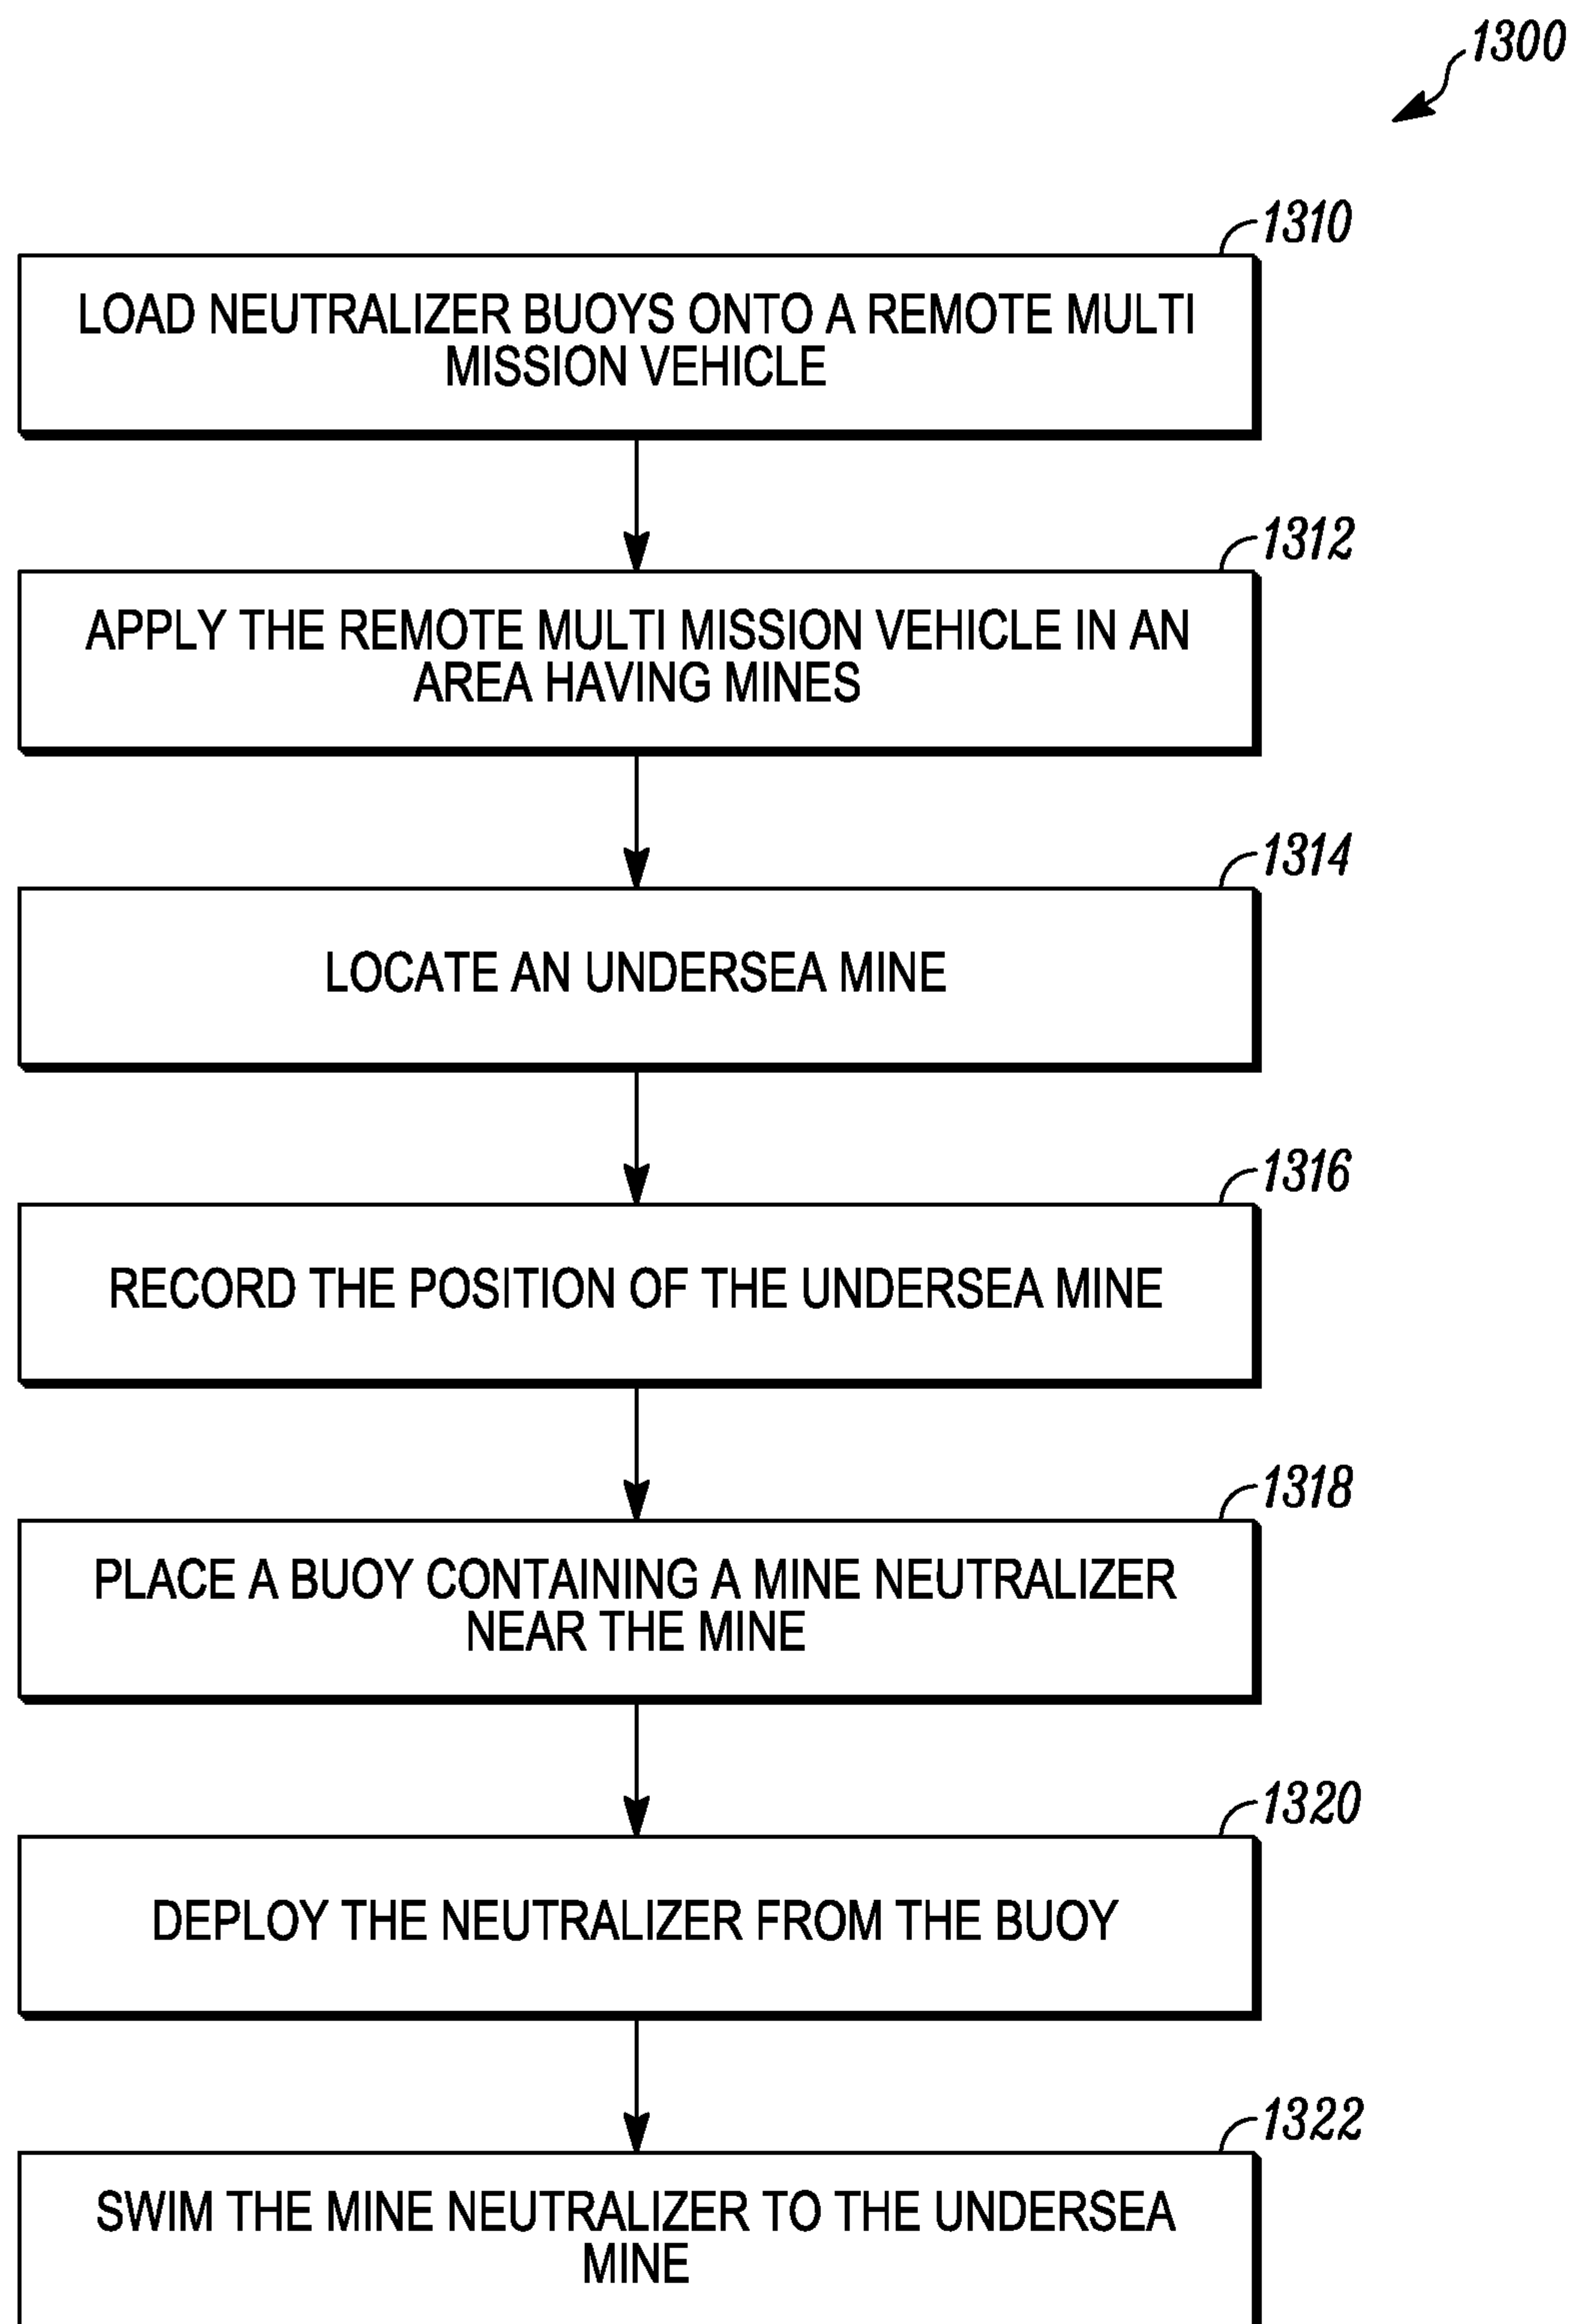 1300
1310
LOAD NEUTRALIZER BUOYS ONTO A REMOTE MULTI
MISSION VEHICLE
1312
APPLY THE REMOTE MULTI MISSION VEHICLE IN AN
AREA HAVING MINES
1314
LOCATE AN UNDERSEA MINE
1316
RECORD THE POSITION OF THE UNDERSEA MINE
1318
PLACE A BUOY CONTAINING A MINE NEUTRALIZER
NEAR THE MINE
1320
DEPLOY THE NEUTRALIZER FROM THE BUOY
1322
SWIM THE MINE NEUTRALIZER TO THE UNDERSEA
MINE